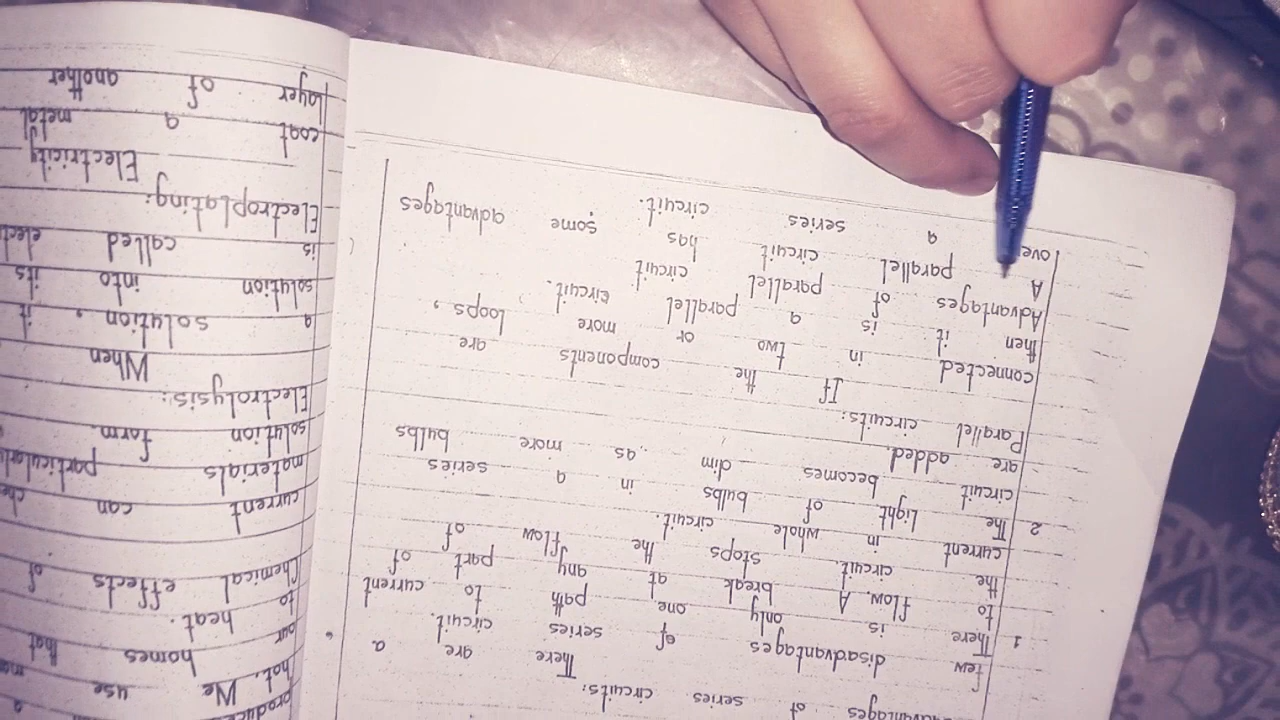 of series circuits:
There are a
few disadvantages of series circuit.
1 There is only one path to current
to flow. A break at any part of
the circuit. stops the flow of
current in whole circuit.
2 The light of bulbs in a series
circuit becomes dim as more bulbs
are added.
Parallel circuits:
If the components are
connected in two or more loops,
then it is a parallel circuit.
Advantages of parallel circuit
A parallel circuit has some advantages
over a series circuit.
hot. We use
our homes that
to heat.
Chemical effects of
current can
materials
solution form.
Electrolysis:
When
a solution, it
solution into its
is called
Electroplating:
Electricity
coat a metal
layer of another